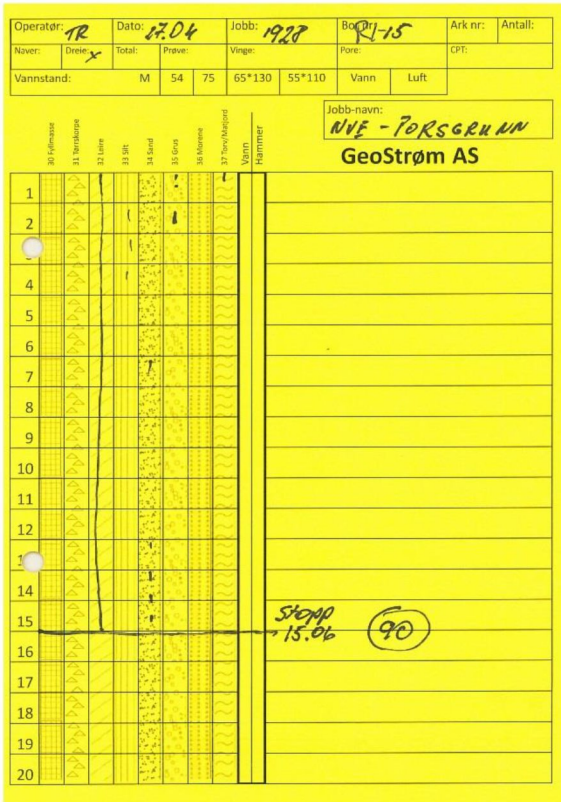 Operatør: TR Dato: 27.04 Jobb: 1928 Bor nr: RI-15 Ark nr: Antall:
Naver: Dreie: x Total: Prøve: Vinge: Pore: CPT:
Vannstand: M 54 75 65*130 55*110 Vann Luft
Jobb-navn:
NVE - PORSGRUNN
GeoStrøm AS
30 Fyllmasse
31 Tørrskorpe
32 Leire
33 Silt
34 Sand
35 Grus
36 Morene
37 Torv/Matjord
Vann
Hammer
1
2
4
5
6
7
8
9
10
11
12
14
15
Stopp
15.06 90
16
17
18
19
20